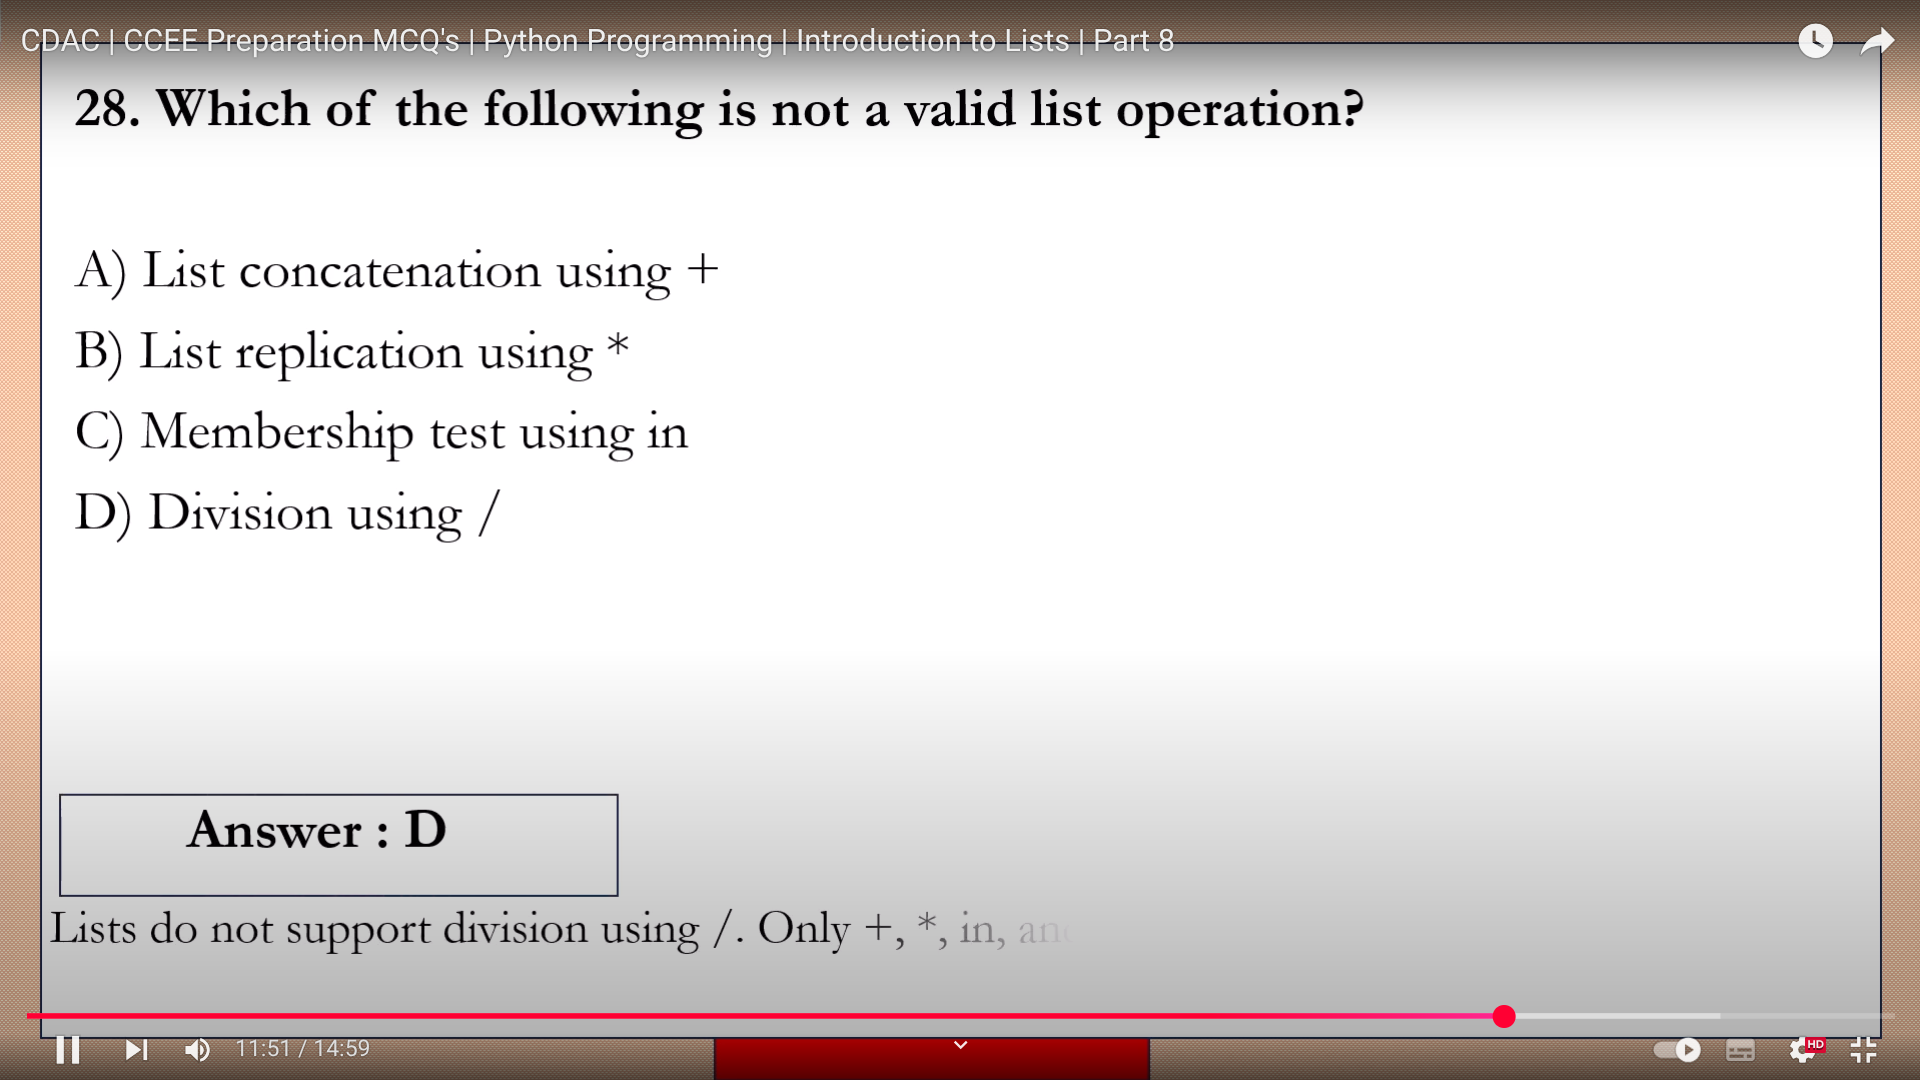 CDAC | CCEE Preparation MCQ's | Python Programming | Introduction to Lists | Part 8
28. Which of the following is not a valid list operation?
A) List concatenation using +
B) List replication using *
C) Membership test using in
D) Division using /
Answer : D
Lists do not support division using /. Only +, *, in, an
11:51 / 14:59
HD